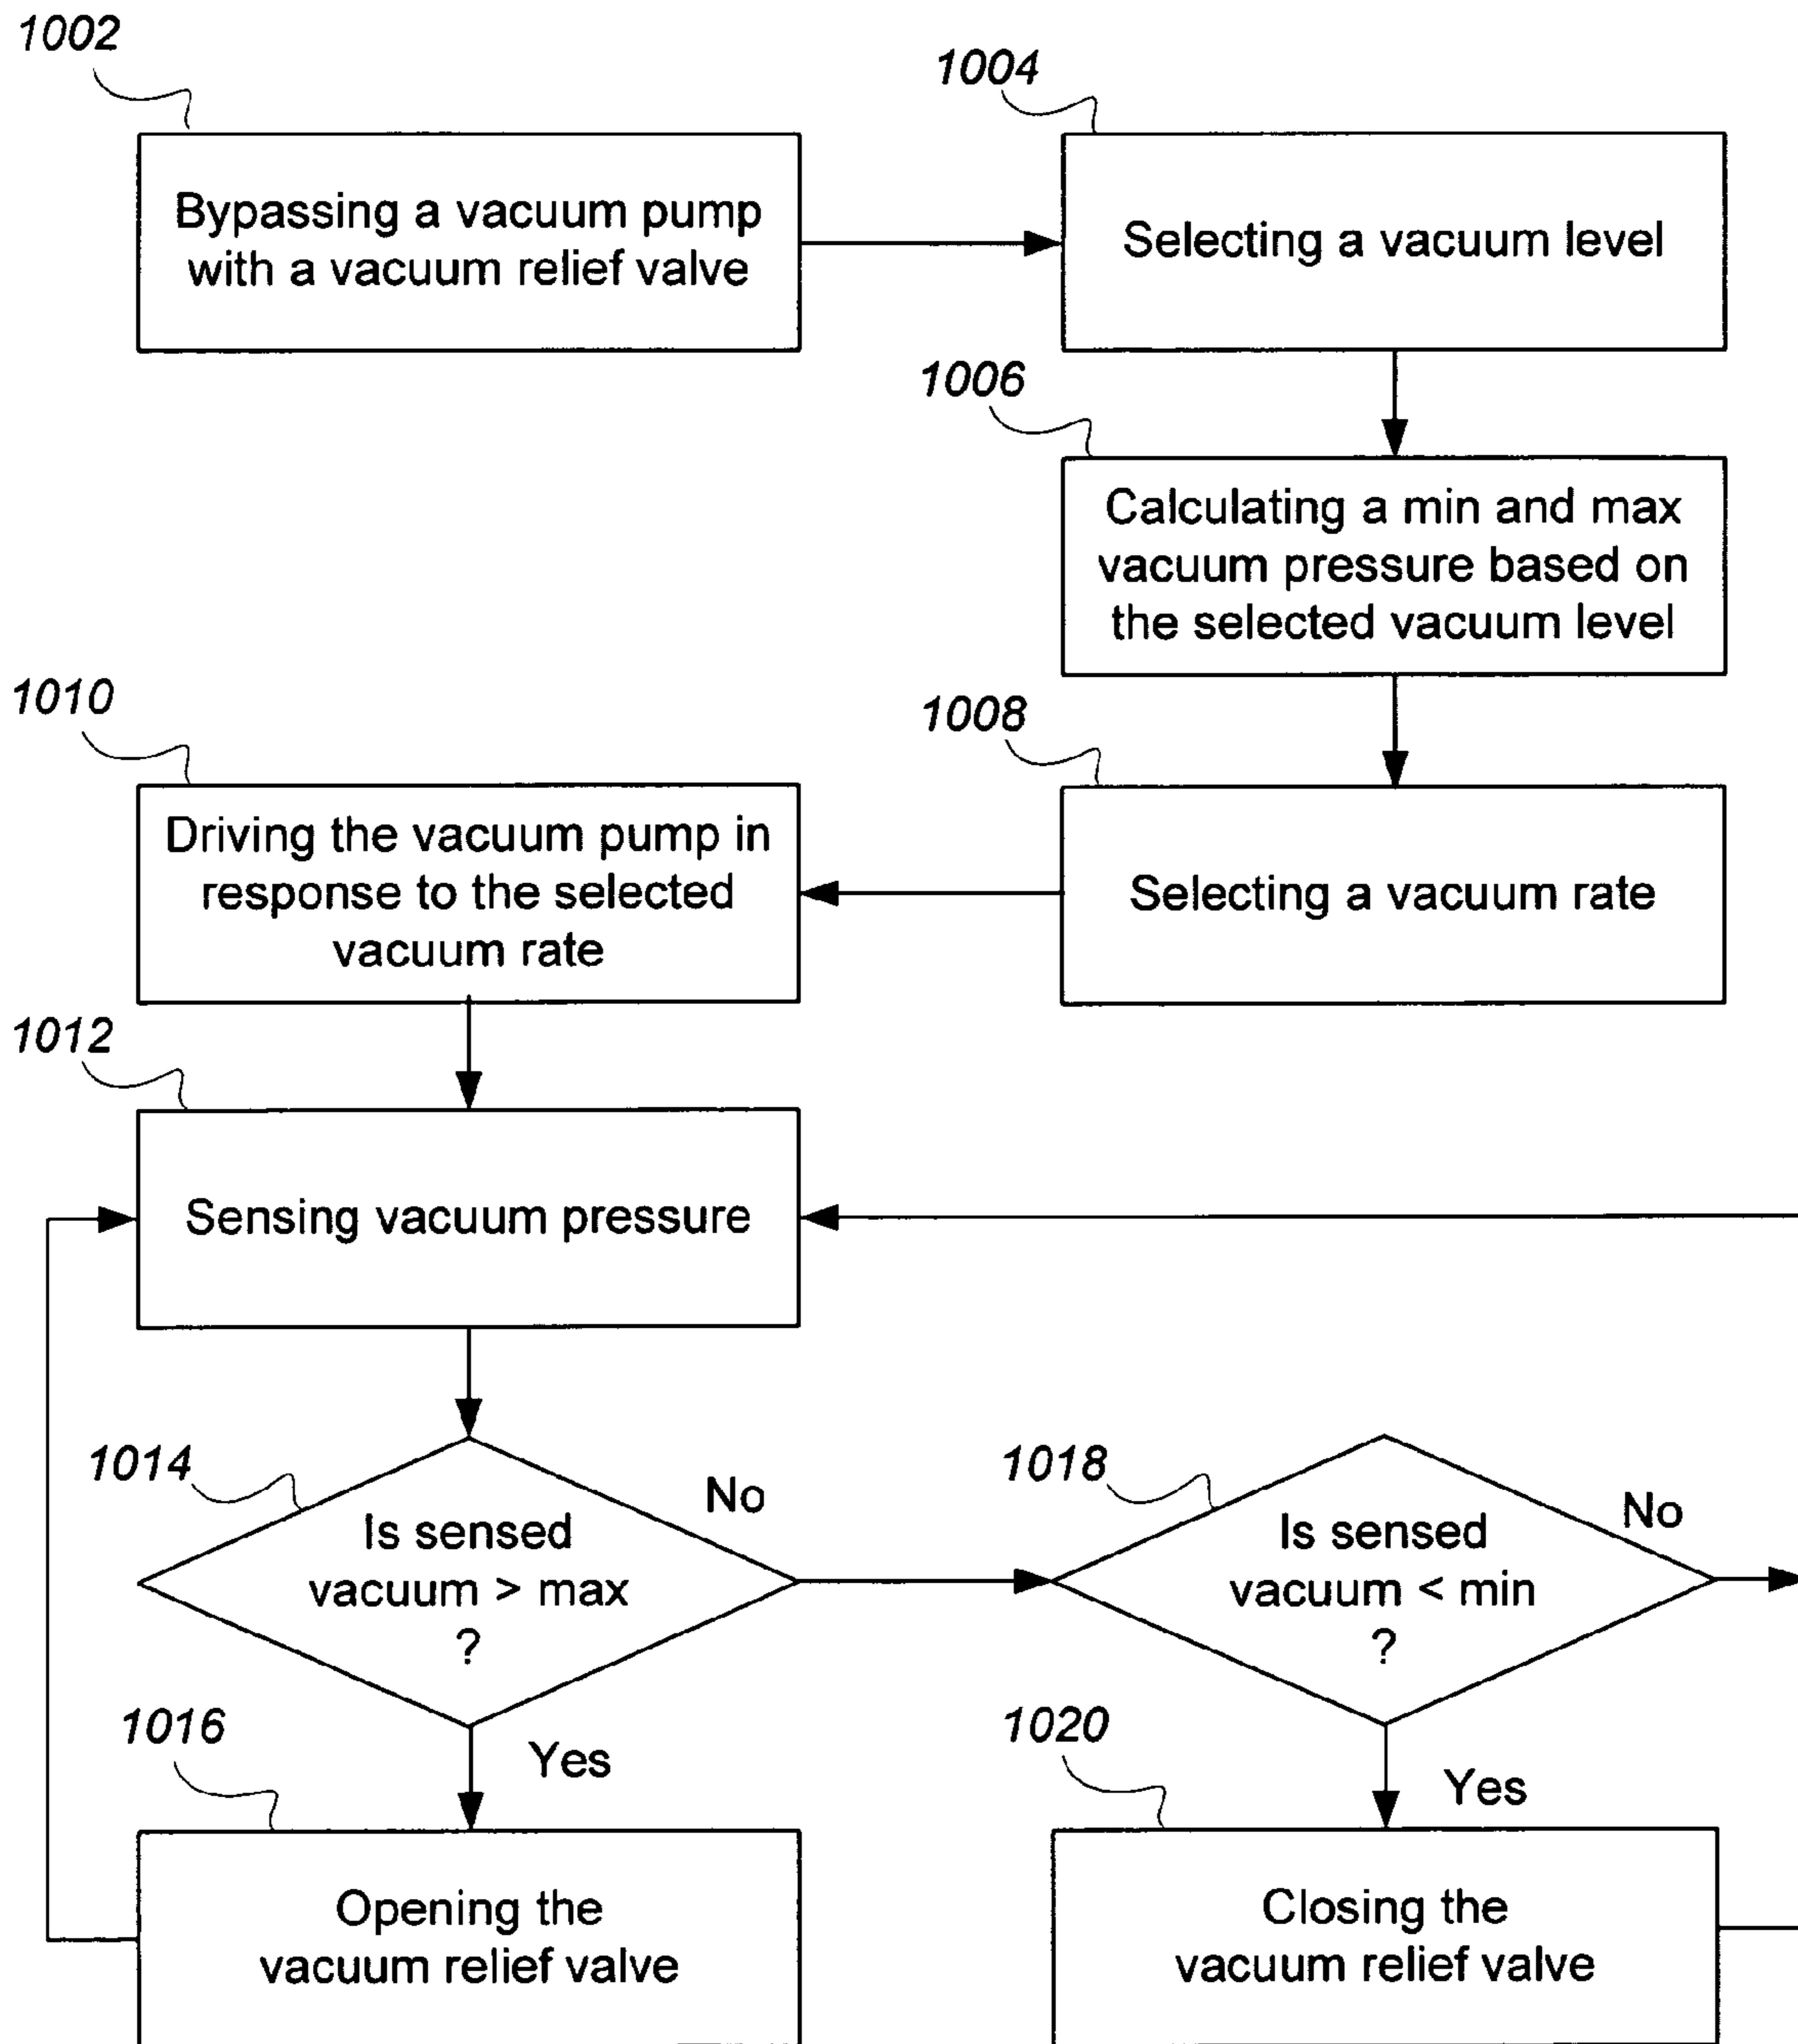 1002
Bypassing a vacuum pump
with a vacuum relief valve
1004
Selecting a vacuum level
1006
Calculating a min and max
vacuum pressure based on
the selected vacuum level
1008
Selecting a vacuum rate
1010
Driving the vacuum pump in
response to the selected
vacuum rate
1012
Sensing vacuum pressure
1014
Is sensed
vacuum > max
?
No
Yes
1016
Opening the
vacuum relief valve
1018
Is sensed
vacuum < min
?
No
Yes
1020
Closing the
vacuum relief valve